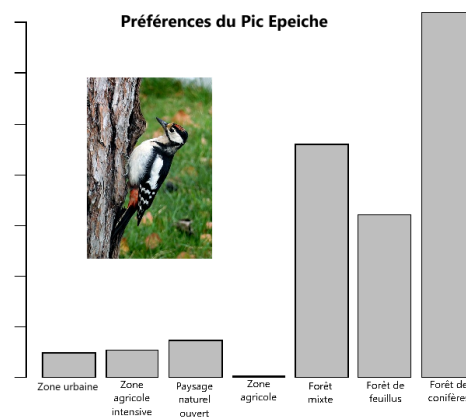 Préférences du Pic Epeiche
Zone urbaine
Zone
agricole
intensive
Paysage
naturel
ouvert
Zone
agricole
Forêt
mixte
Forêt de
feuillus
Forêt de
conifères